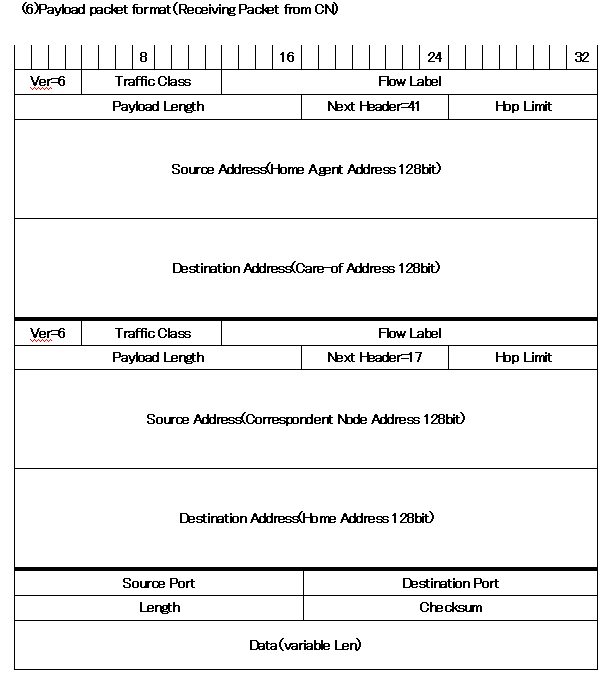 (6)Payload packet format(Receiving Packet from CN)
8 16 24 32
Ver=6 Traffic Class Flow Label
Payload Length Next Header=41 Hop Limit
Source Address(Home Agent Address 128bit)
Destination Address(Care-of Address 128bit)
Ver=6 Traffic Class Flow Label
Payload Length Next Header=17 Hop Limit
Source Address(Correspondent Node Address 128bit)
Destination Address(Home Address 128bit)
Source Port Destination Port
Length Checksum
Data(variable Len)